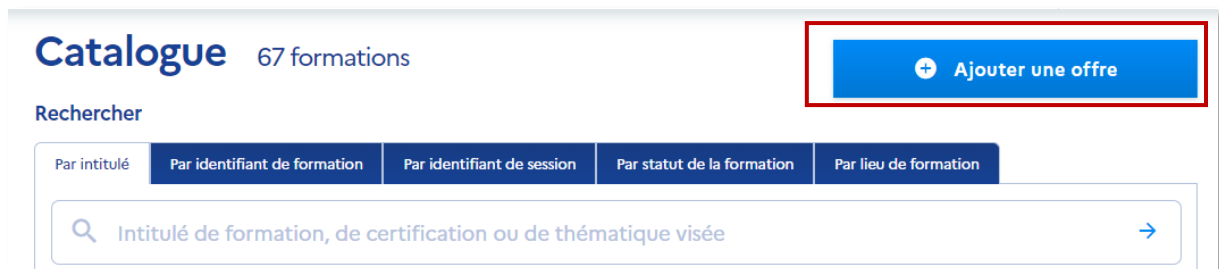 Catalogue 67 formations
Ajouter une offre
Rechercher
Par intitulé Par identifiant de formation Par identifiant de session Par statut de la formation Par lieu de formation
Intitulé de formation, de certification ou de thématique visée